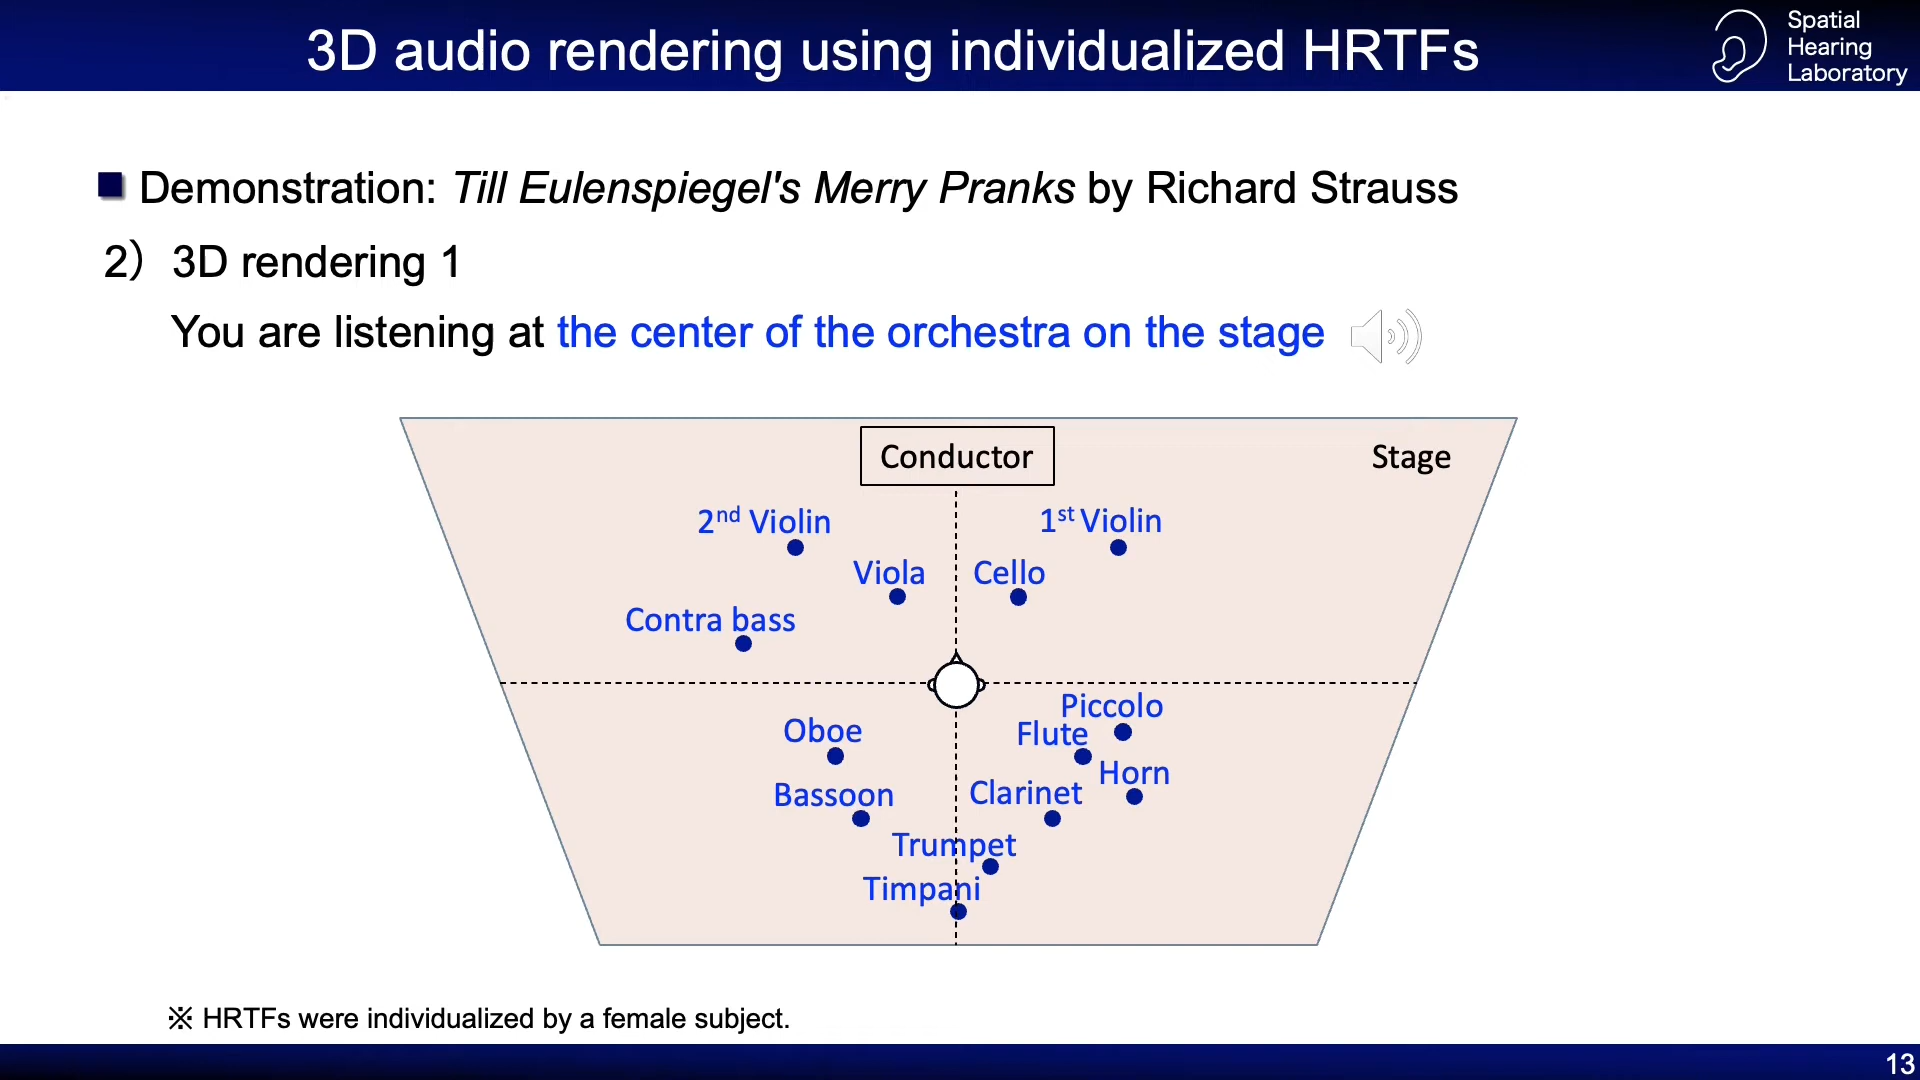 3D audio rendering using individualized HRTFs
Spatial
Hearing
Laboratory
■ Demonstration: Till Eulenspiegel's Merry Pranks by Richard Strauss
2）3D rendering 1
You are listening at the center of the orchestra on the stage
Conductor
Stage
2nd Violin
1st Violin
Viola
Cello
Contra bass
Piccolo
Oboe
Flute
Horn
Bassoon
Clarinet
Trumpet
Timpani
※ HRTFs were individualized by a female subject.
13